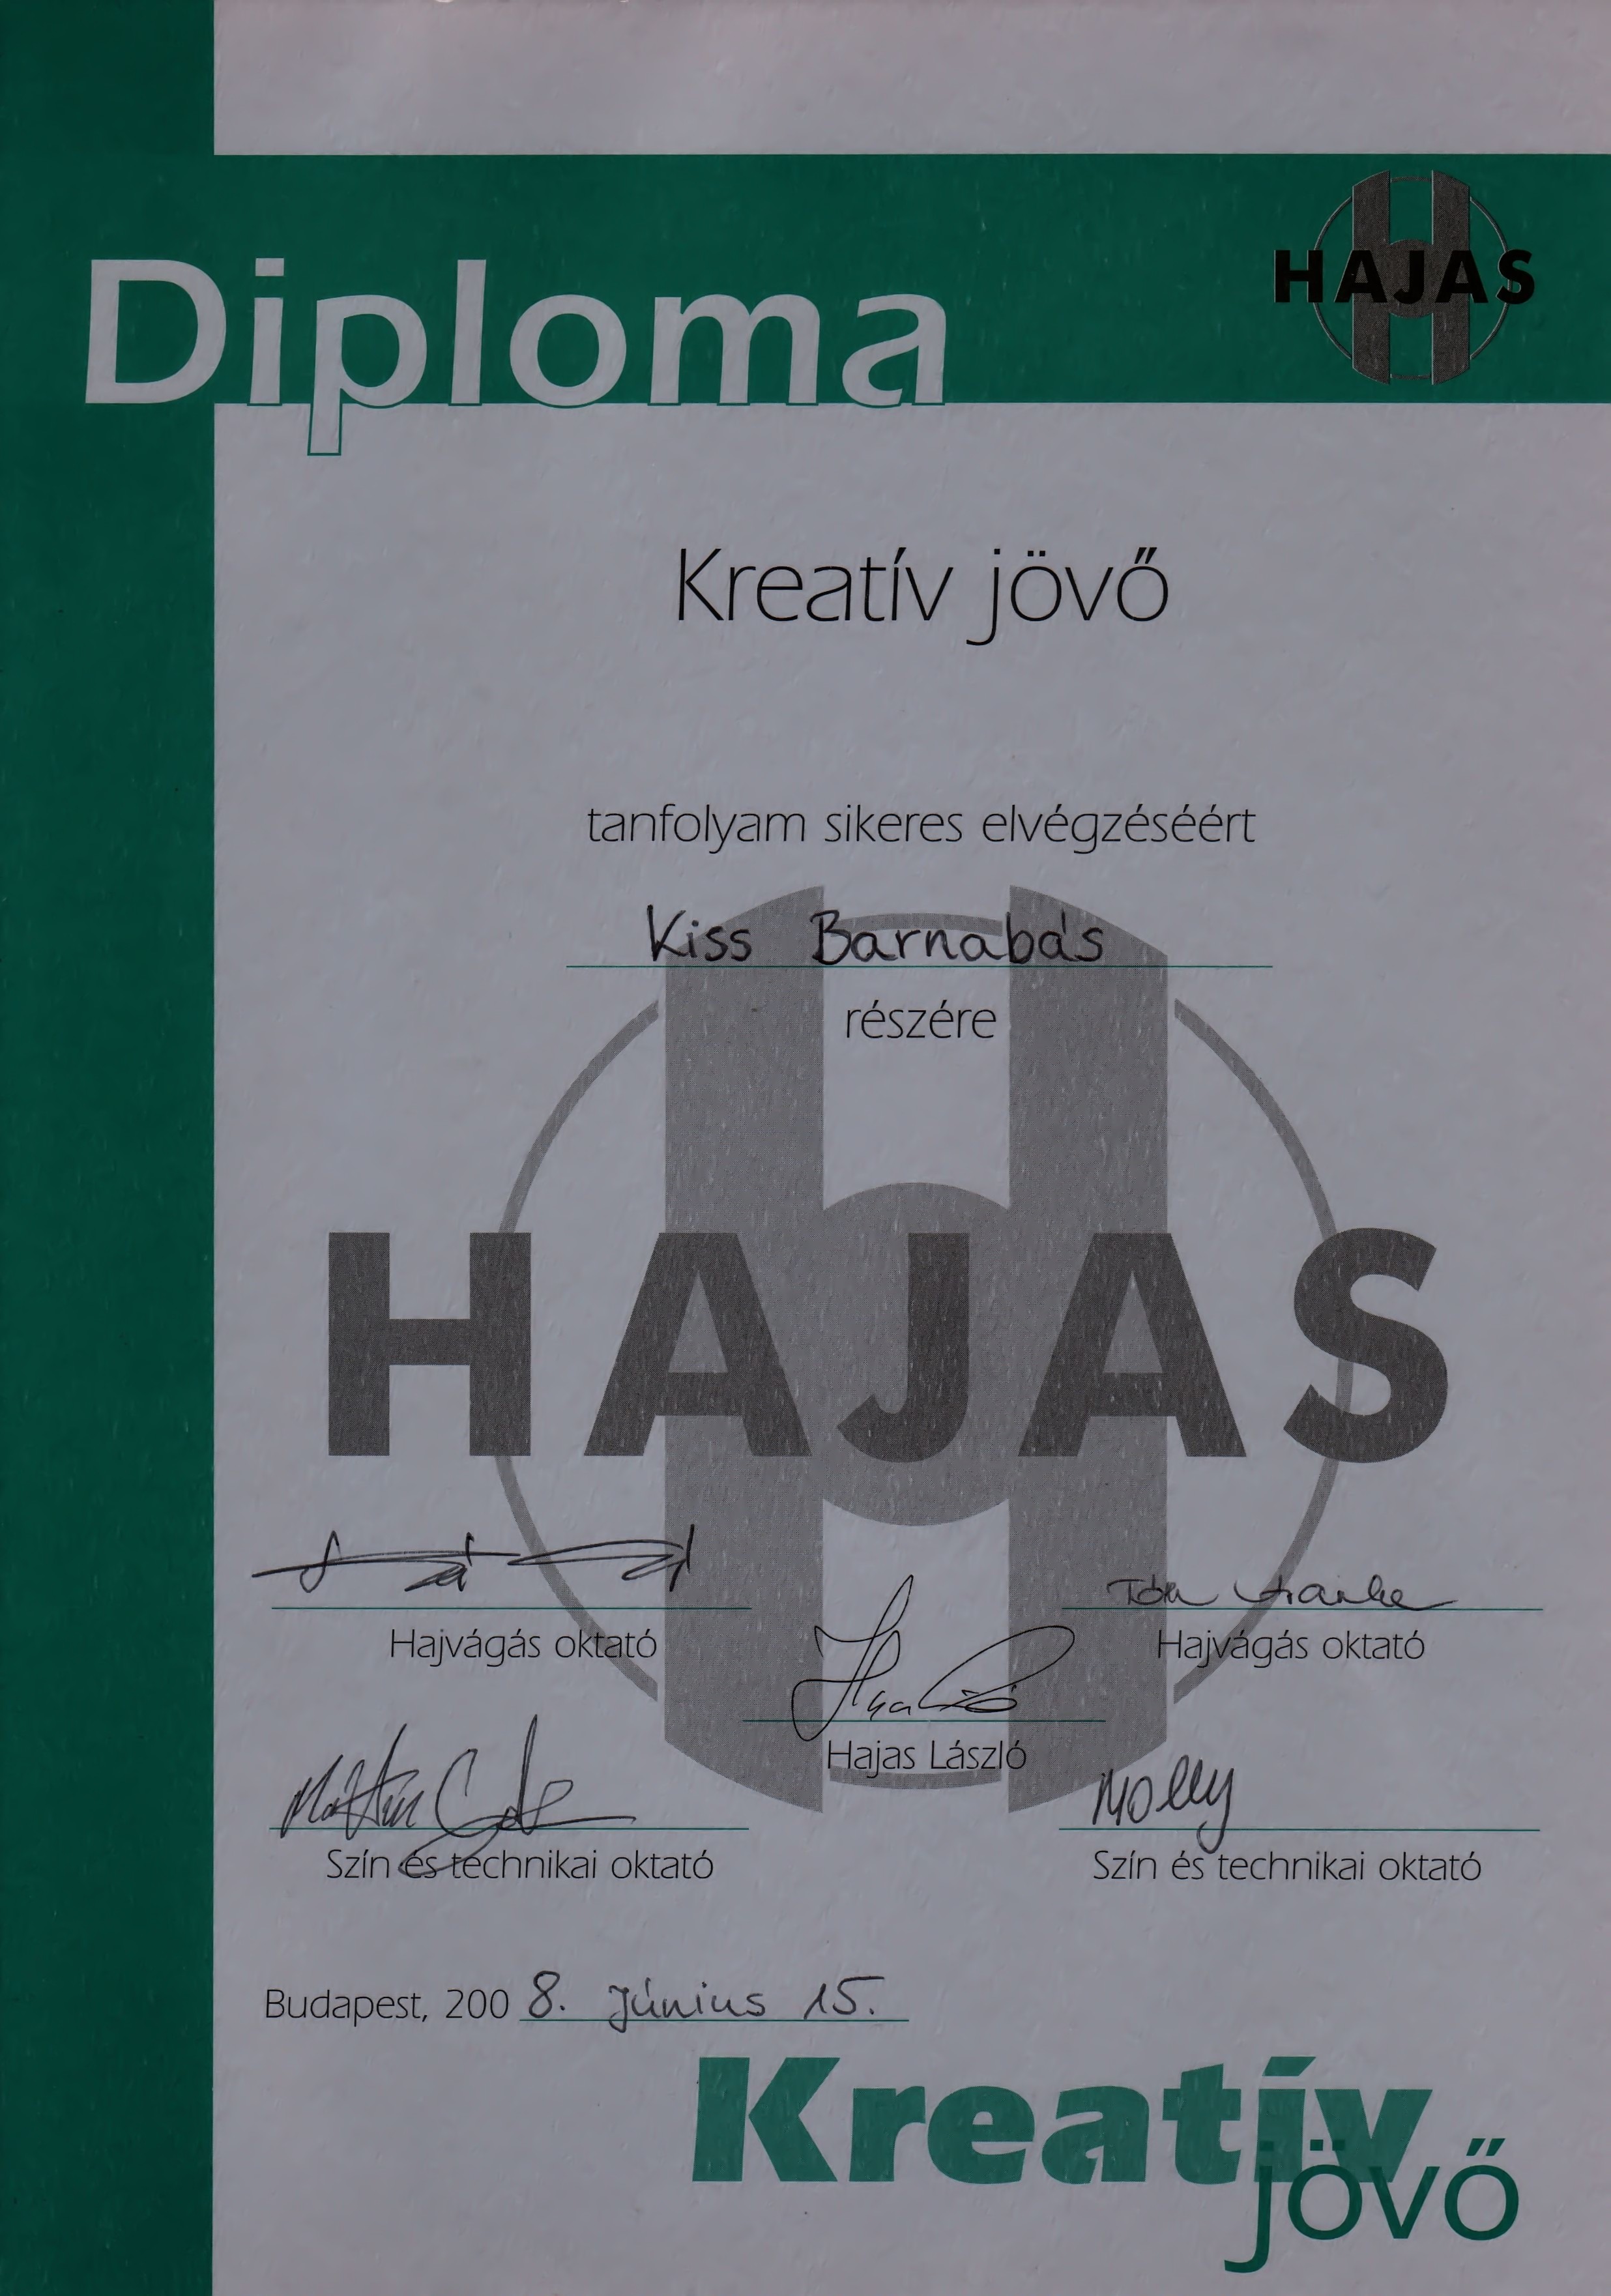 Diploma
HAJAS
Kreatív jövő
tanfolyam sikeres elvégzéséért
Kiss Barnabás
részére
HAJAS
Hajvágás oktató
Hajvágás oktató
Hajas László
Molly
Szín és technikai oktató
Szín és technikai oktató
Budapest, 2008. Június 15.
Kreatív
jövő